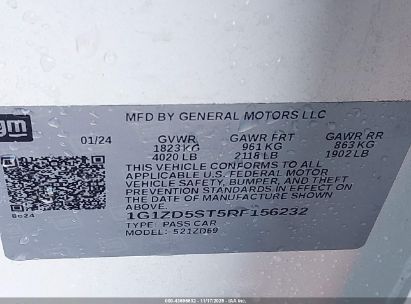 gm
MFD BY GENERAL MOTORS LLC
01/24 GVWR GAWR FRT GAWR RR
1823 KG 961 KG 863 KG
4020 LB 2118 LB 1902 LB
THIS VEHICLE CONFORMS TO ALL
APPLICABLE U.S. FEDERAL MOTOR
VEHICLE SAFETY, BUMPER, AND THEFT
PREVENTION STANDARDS IN EFFECT ON
THE DATE OF MANUFACTURE SHOWN
ABOVE.
1G1ZD5ST5RF156232
TYPE: PASS CAR
MODEL: 521ZD69